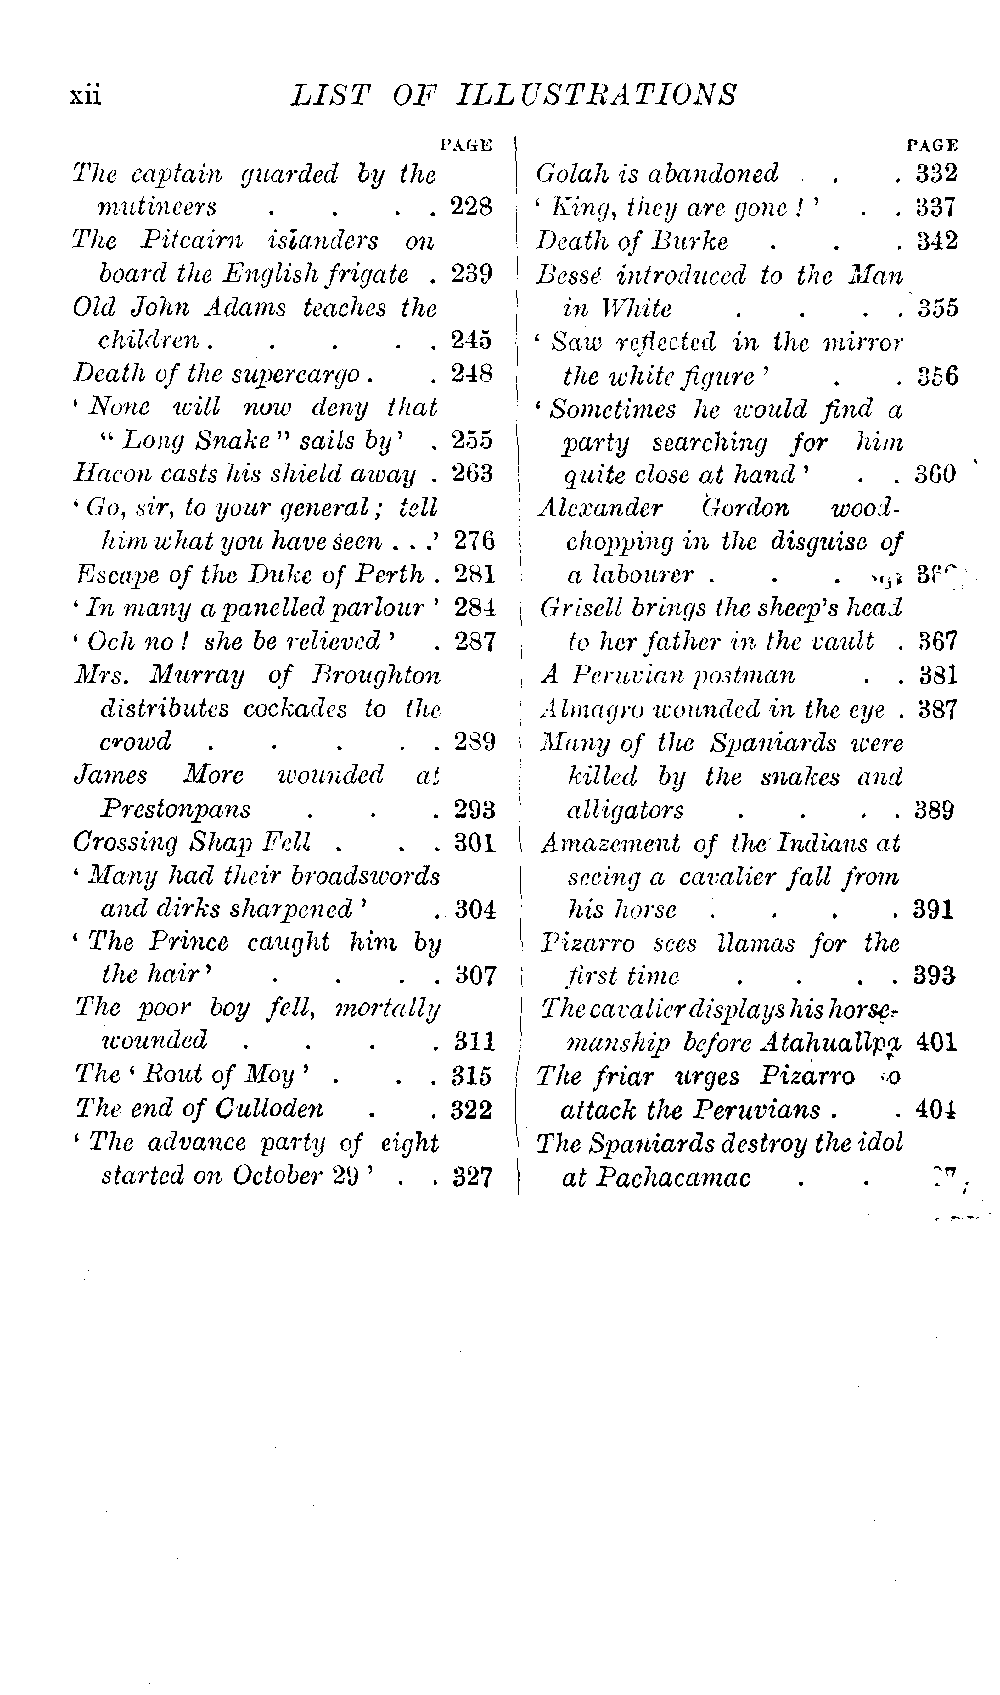 xii LIST OF ILLUSTRATIONS
PAGE
The captain guarded by the
mutineers . . . . 228
The Pitcairn islanders on
board the English frigate . 239
Old John Adams teaches the
children . . . . . 245
Death of the supercargo . . 248
‘ None will now deny that
“ Long Snake ” sails by ’ . 255
Hacon casts his shield away . 263
‘ Go, sir, to your general ; tell
him what you have seen . . .’ 276
Escape of the Duke of Perth . 281
‘ In many a panelled parlour ’ 284
‘ Och no ! she be relieved ’ . 287
Mrs. Murray of Broughton
distributes cockades to the
crowd . . . . . 289
James More wounded at
Prestonpans . . . 293
Crossing Shap Fell . . . 301
‘ Many had their broadswords
and dirks sharpened ’ . 304
‘ The Prince caught him by
the hair ’ . . . . 307
The poor boy fell, mortally
wounded . . . . 311
The ‘ Rout of Moy ’ . . . 315
The end of Culloden . . 322
‘ The advance party of eight
started on October 29 ’ . . 327
PAGE
Golah is abandoned . . . 332
‘ King, they are gone ! ’ . . 337
Death of Burke . . . 342
Bessé introduced to the Man
in White . . . . 355
‘ Saw reflected in the mirror
the white figure ’ . . 356
‘ Sometimes he would find a
party searching for him
quite close at hand ’ . . 360
Alexander Gordon wood-
chopping in the disguise of
a labourer . . .
Grisell brings the sheep’s head
to her father in the vault . 367
A Peruvian postman . . 381
Almagro wounded in the eye . 387
Many of the Spaniards were
killed by the snakes and
alligators . . . . 389
Amazement of the Indians at
seeing a cavalier fall from
his horse . . . . 391
Pizarro sees llamas for the
first time . . . . 393
The cavalier displays his horse-
manship before Atahuallpa 401
The friar urges Pizarro to
attack the Peruvians . . 404
The Spaniards destroy the idol
at Pachacamac . .